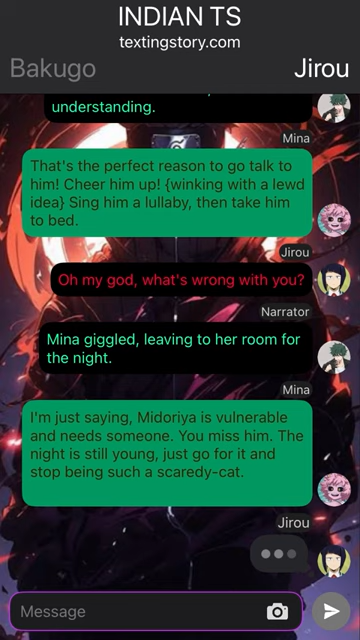 INDIAN TS
textingstory.com
Bakugo
Jirou
understanding.
Mina
That's the perfect reason to go talk to
him! Cheer him up! {winking with a lewd
idea} Sing him a lullaby, then take him
to bed.
Jirou
Oh my god, what's wrong with you?
Narrator
Mina giggled, leaving to her room for
the night.
Mina
I'm just saying, Midoriya is vulnerable
and needs someone. You miss him. The
night is still young, just go for it and
stop being such a scaredy-cat.
Jirou
Message